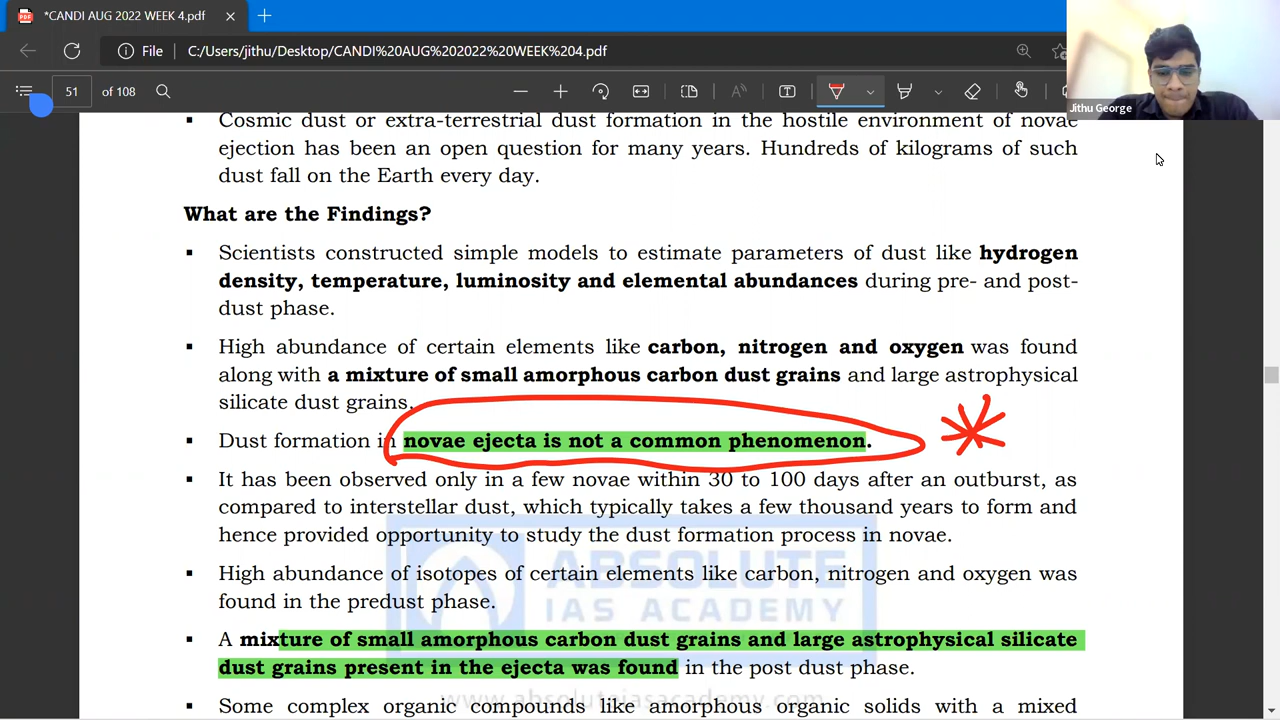 *CANDI AUG 2022 WEEK 4.pdf
File C:/Users/jithu/Desktop/CANDI%20AUG%202022%20WEEK%204.pdf
51 of 108
Jithu George
Cosmic dust or extra-terrestrial dust formation in the hostile environment of novae
ejection has been an open question for many years. Hundreds of kilograms of such
dust fall on the Earth every day.
What are the Findings?
▪ Scientists constructed simple models to estimate parameters of dust like hydrogen
density, temperature, luminosity and elemental abundances during pre- and post-
dust phase.
▪ High abundance of certain elements like carbon, nitrogen and oxygen was found
along with a mixture of small amorphous carbon dust grains and large astrophysical
silicate dust grains.
▪ Dust formation in novae ejecta is not a common phenomenon.
▪ It has been observed only in a few novae within 30 to 100 days after an outburst, as
compared to interstellar dust, which typically takes a few thousand years to form and
hence provided opportunity to study the dust formation process in novae.
▪ High abundance of isotopes of certain elements like carbon, nitrogen and oxygen was
found in the predust phase.
▪ A mixture of small amorphous carbon dust grains and large astrophysical silicate
dust grains present in the ejecta was found in the post dust phase.
▪ Some complex organic compounds like amorphous organic solids with a mixed
ABSOLUTE
IAS ACADEMY
www.absoluteiasacademy.com